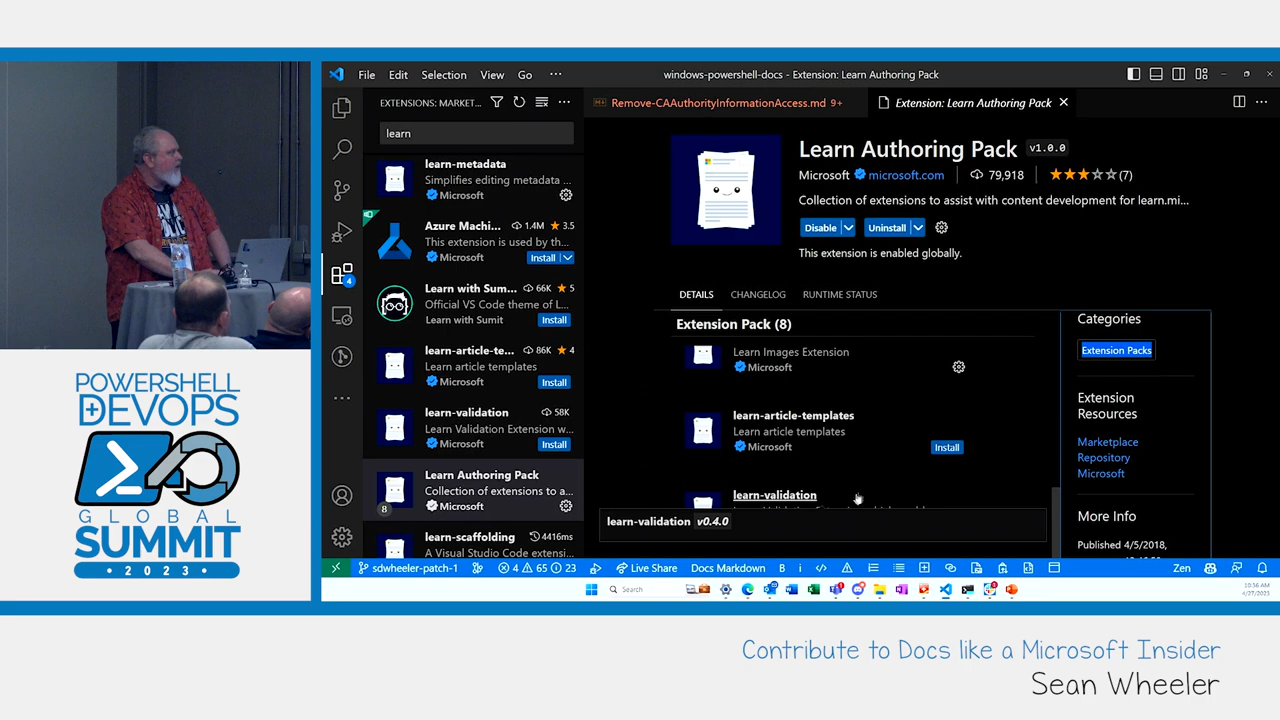 File Edit Selection View Go ···
windows-powershell-docs - Extension: Learn Authoring Pack
EXTENSIONS: MARKET...
learn
learn-metadata
Simplifies editing metadata ...
Microsoft
Azure Machi... 1.4M 3.5
This extension is used by th...
Microsoft Install
Learn with Sum... 66K 5
Official VS Code theme of L...
Learn with Sumit Install
learn-article-te... 86K 4
Learn article templates
Microsoft Install
learn-validation 58K
Learn Validation Extension w...
Microsoft Install
Learn Authoring Pack
Collection of extensions to a...
8 Microsoft
learn-scaffolding 4416ms
A Visual Studio Code extensi...
4
Remove-CAAuthorityInformationAccess.md 9+
Extension: Learn Authoring Pack
Learn Authoring Pack v1.0.0
Microsoft microsoft.com 79,918 (7)
Collection of extensions to assist with content development for learn.mi...
Disable Uninstall
This extension is enabled globally.
DETAILS CHANGELOG RUNTIME STATUS
Extension Pack (8)
Learn Images Extension
Microsoft
learn-article-templates
Learn article templates
Microsoft Install
learn-validation
learn-validation v0.4.0
Categories
Extension Packs
Extension
Resources
Marketplace
Repository
Microsoft
More Info
Published 4/5/2018,
sdwheeler-patch-1 4 65 23 Live Share Docs Markdown B i Zen
Search
10:36 AM
4/27/2023
POWERSHELL
+DEVOPS
GLOBAL
SUMMIT
• 2023 •
Contribute to Docs like a Microsoft Insider
Sean Wheeler